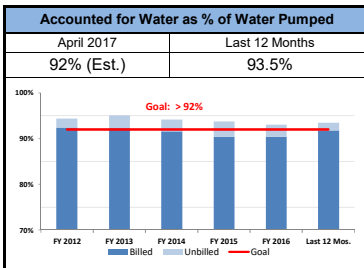 Accounted for Water as % of Water Pumped
April 2017 Last 12 Months
92% (Est.) 93.5%
100%
Goal: > 92%
90%
80%
70%
FY 2012 FY 2013 FY 2014 FY 2015 FY 2016 Last 12 Mos.
Billed Unbilled Goal